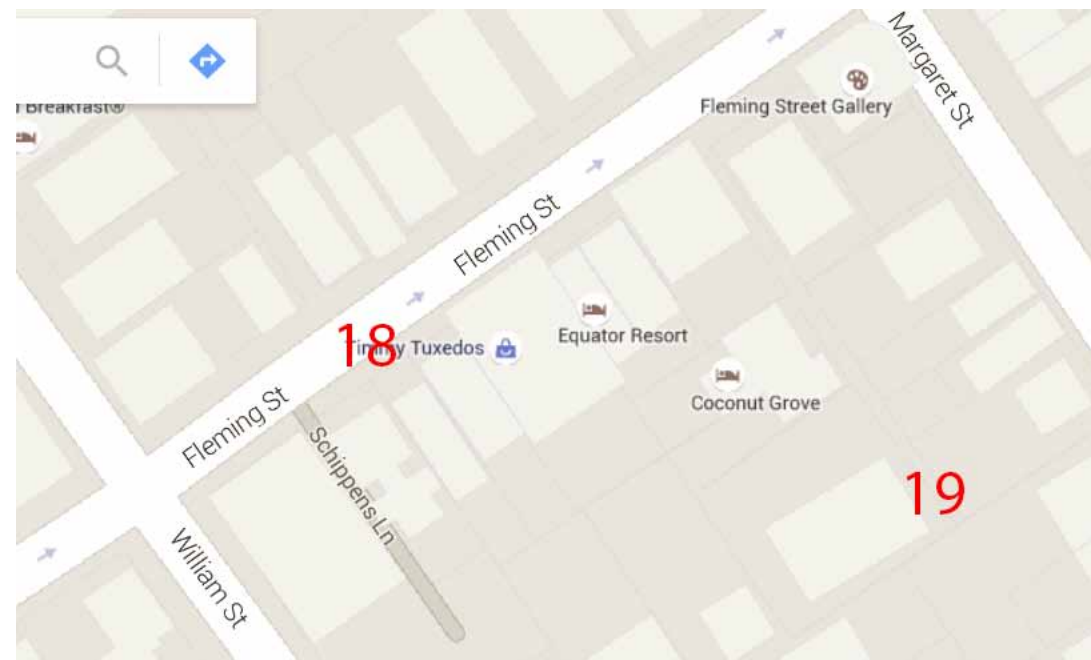 Breakfast®
Margaret St
Fleming Street Gallery
Fleming St
Equator Resort
18
Timmy Tuxedos
Coconut Grove
Fleming St
Schippens Ln
19
William St